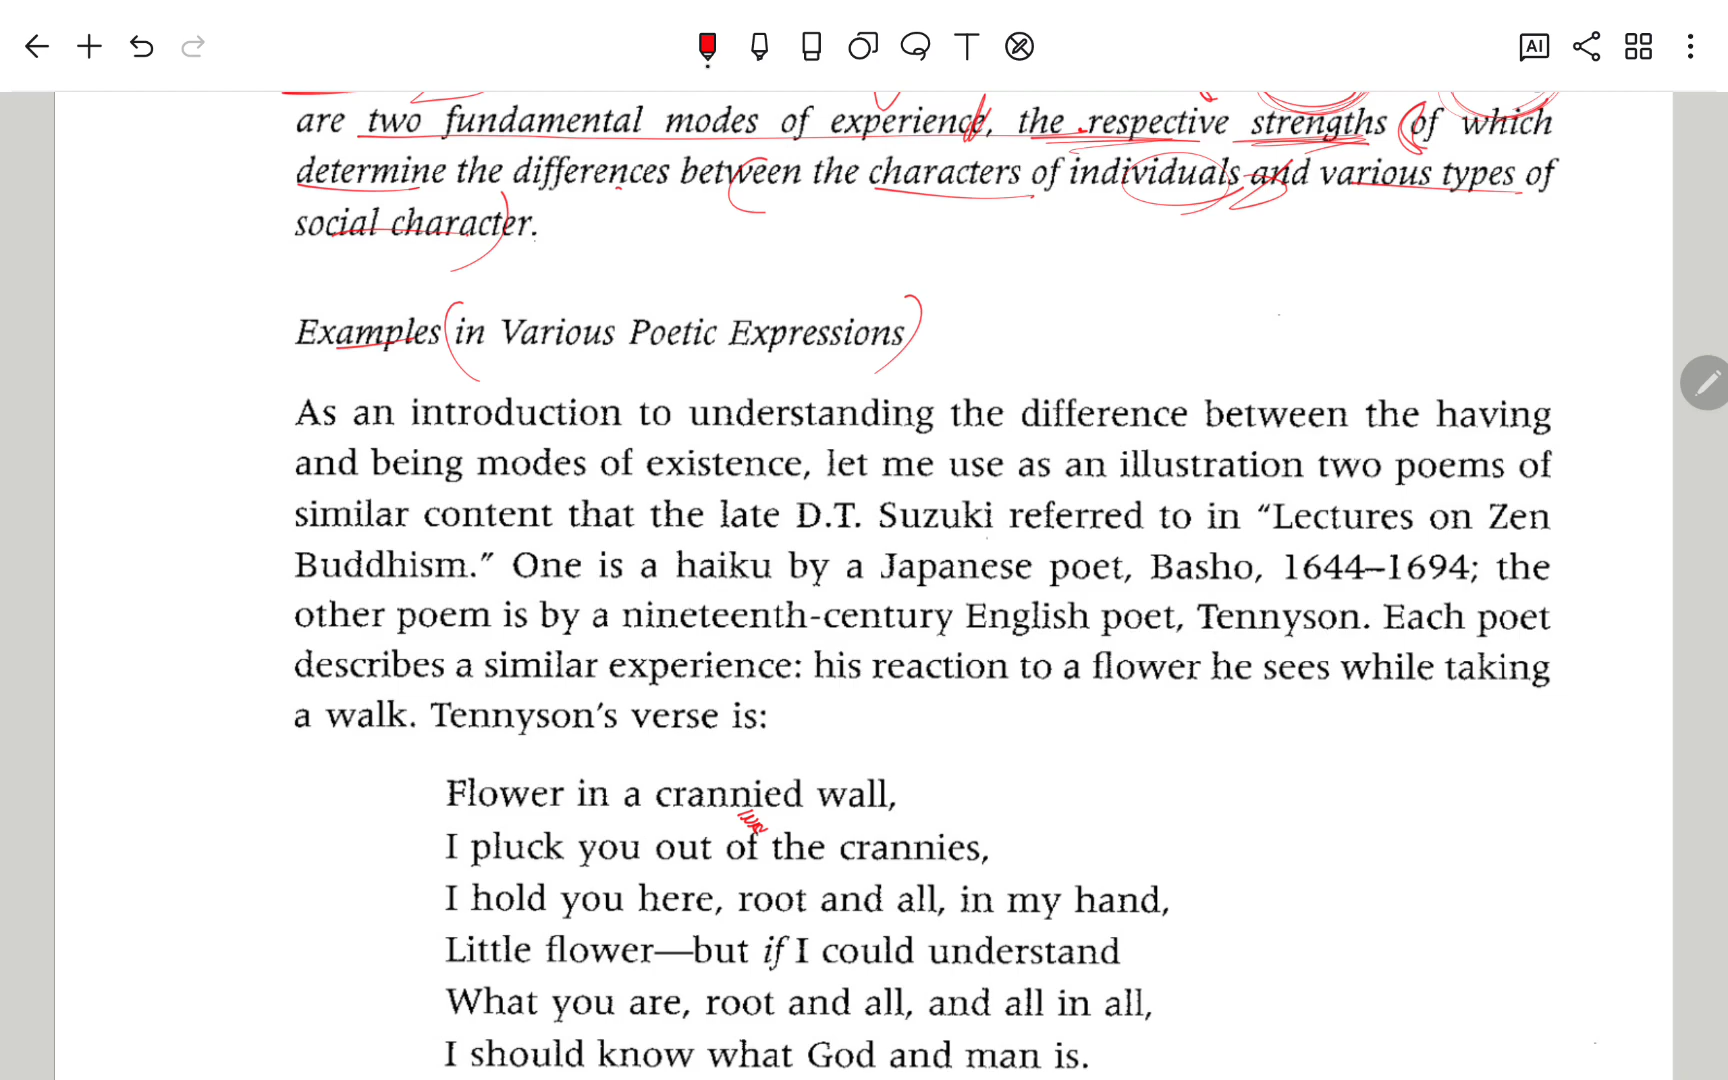 AI
T
are two fundamental modes of experience, the respective strengths of which
determine the differences between the characters of individuals and various types of
social character.
Examples in Various Poetic Expressions
As an introduction to understanding the difference between the having
and being modes of existence, let me use as an illustration two poems of
similar content that the late D.T. Suzuki referred to in “Lectures on Zen
Buddhism.” One is a haiku by a Japanese poet, Basho, 1644–1694; the
other poem is by a nineteenth-century English poet, Tennyson. Each poet
describes a similar experience: his reaction to a flower he sees while taking
a walk. Tennyson’s verse is:
Flower in a crannied wall,
I pluck you out of the crannies,
I hold you here, root and all, in my hand,
Little flower—but if I could understand
What you are, root and all, and all in all,
I should know what God and man is.